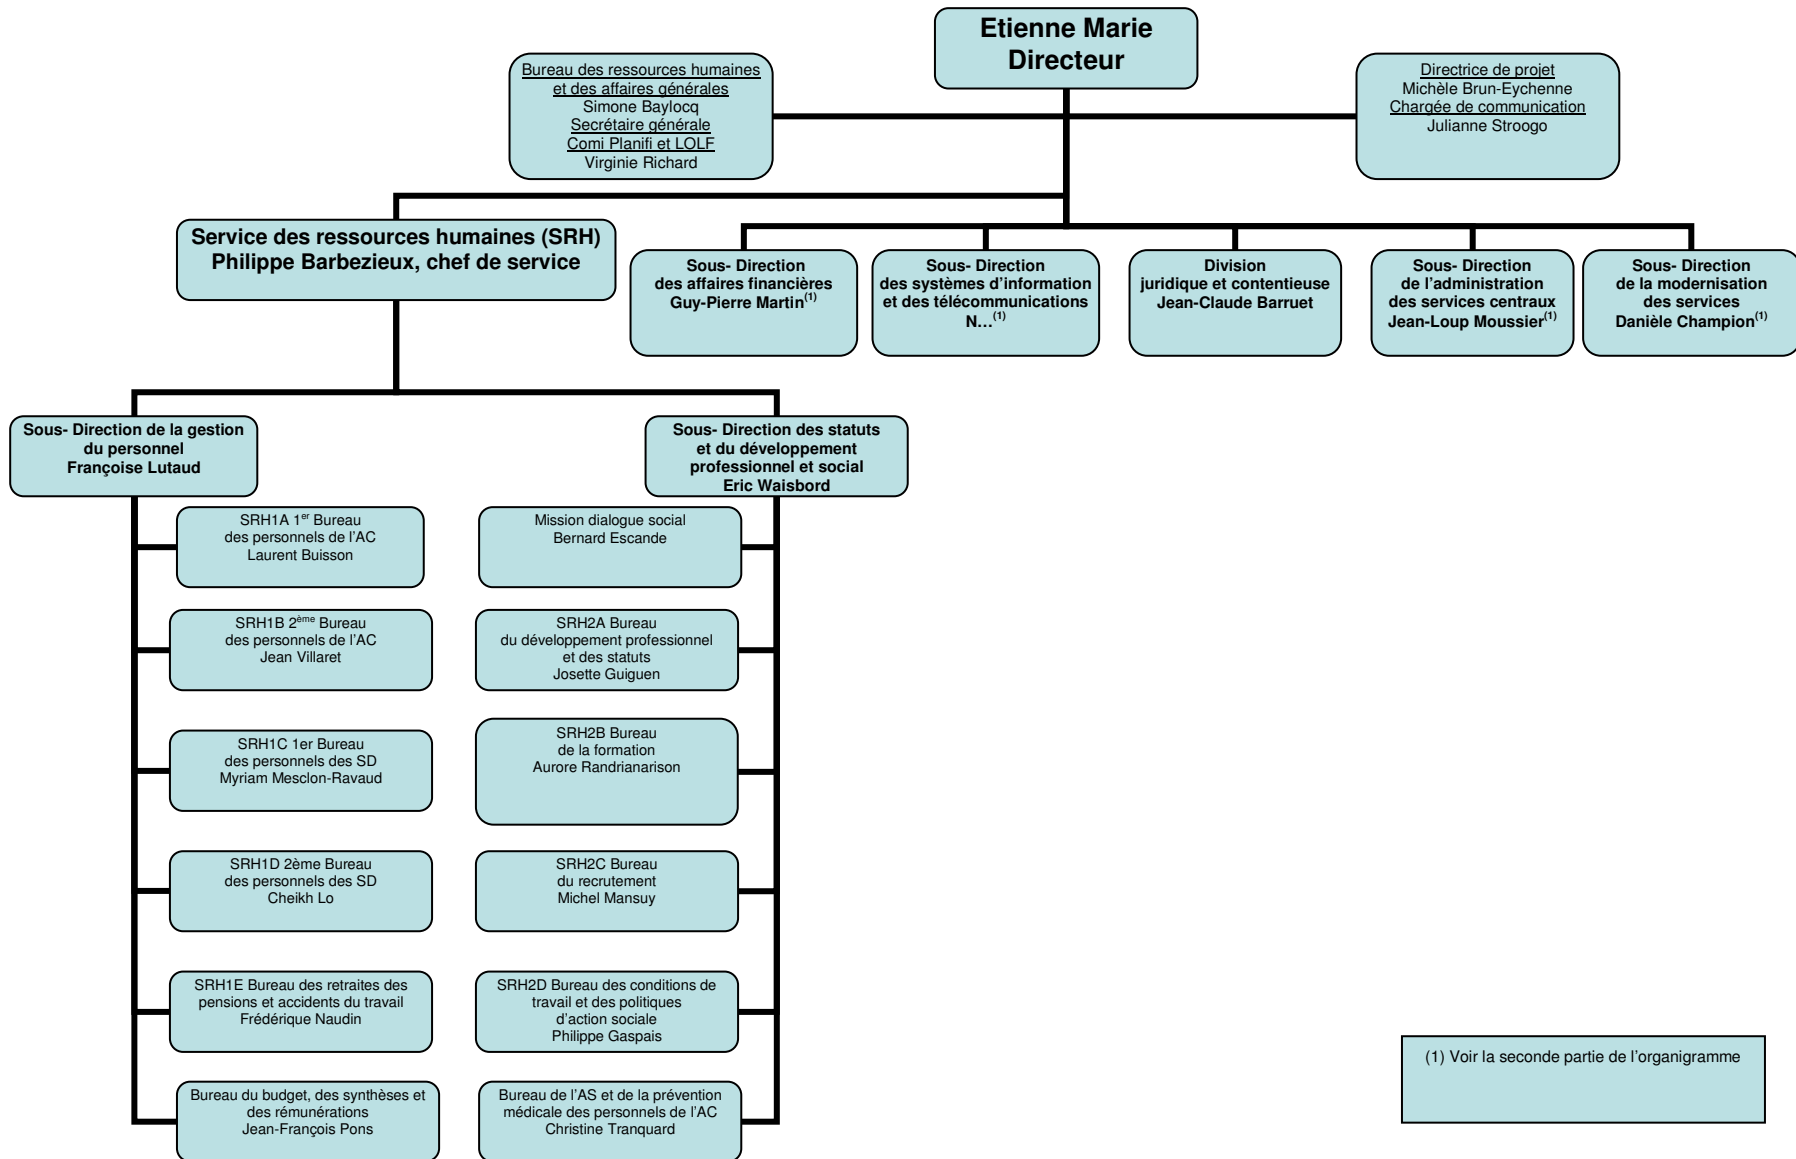 Etienne Marie
Directeur
Bureau des ressources humaines
et des affaires générales
Simone Baylocq
Secrétaire générale
Comi Planifi et LOLF
Virginie Richard
Directrice de projet
Michèle Brun-Eychenne
Chargée de communication
Julianne Stroogo
Service des ressources humaines (SRH)
Philippe Barbezieux, chef de service
Sous- Direction
des affaires financières
Guy-Pierre Martin(1)
Sous- Direction
des systèmes d'information
et des télécommunications
N…(1)
Division
juridique et contentieuse
Jean-Claude Barruet
Sous- Direction
de l'administration
des services centraux
Jean-Loup Moussier(1)
Sous- Direction
de la modernisation
des services
Danièle Champion(1)
Sous- Direction de la gestion
du personnel
Françoise Lutaud
Sous- Direction des statuts
et du développement
professionnel et social
Eric Waisbord
SRH1A 1er Bureau
des personnels de l'AC
Laurent Buisson
Mission dialogue social
Bernard Escande
SRH1B 2ème Bureau
des personnels de l'AC
Jean Villaret
SRH2A Bureau
du développement professionnel
et des statuts
Josette Guiguen
SRH1C 1er Bureau
des personnels des SD
Myriam Mesclon-Ravaud
SRH2B Bureau
de la formation
Aurore Randrianarison
SRH1D 2ème Bureau
des personnels des SD
Cheikh Lo
SRH2C Bureau
du recrutement
Michel Mansuy
SRH1E Bureau des retraites des
pensions et accidents du travail
Frédérique Naudin
SRH2D Bureau des conditions de
travail et des politiques
d'action sociale
Philippe Gaspais
Bureau du budget, des synthèses et
des rémunérations
Jean-François Pons
Bureau de l'AS et de la prévention
médicale des personnels de l'AC
Christine Tranquard
(1) Voir la seconde partie de l'organigramme